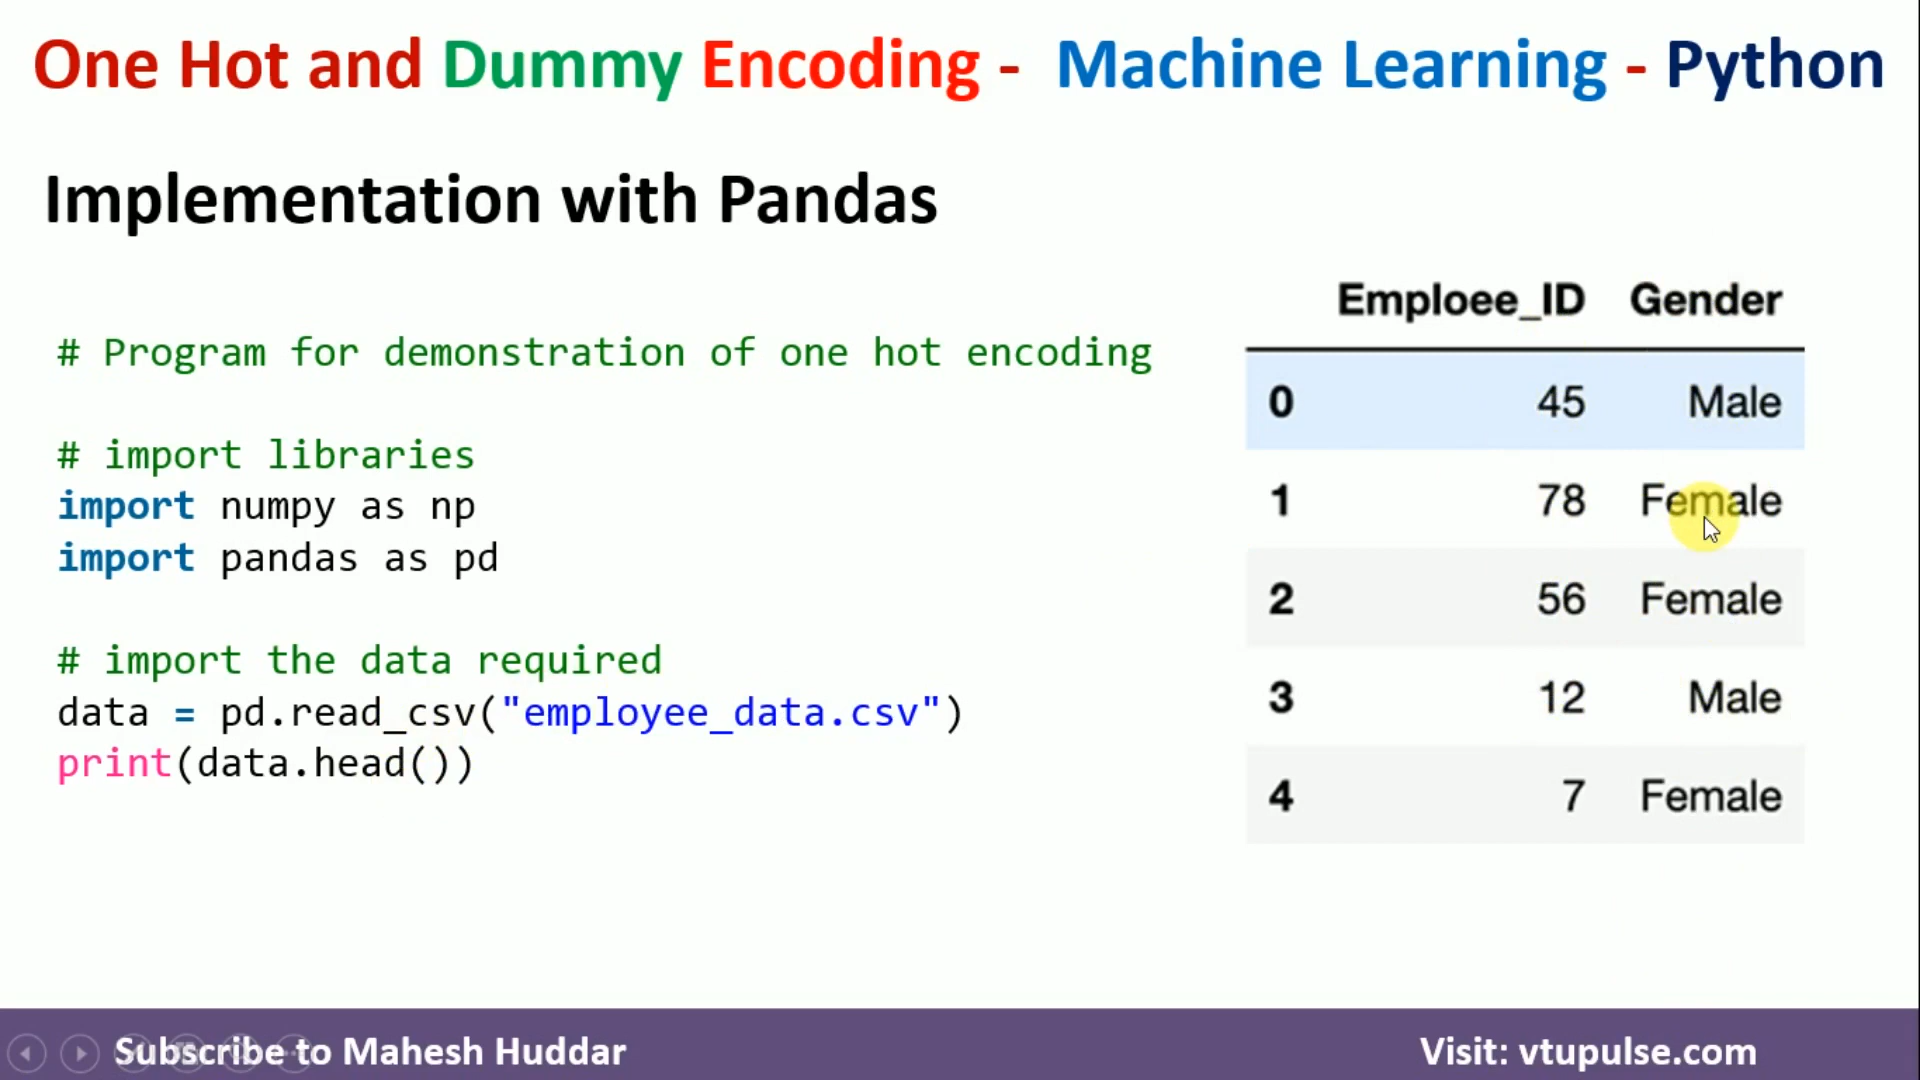 One Hot and Dummy Encoding - Machine Learning - Python
Implementation with Pandas
# Program for demonstration of one hot encoding
# import libraries
import numpy as np
import pandas as pd
# import the data required
data = pd.read_csv("employee_data.csv")
print(data.head())
Emploee_ID Gender
0 45 Male
1 78 Female
2 56 Female
3 12 Male
4 7 Female
Subscribe to Mahesh Huddar
Visit: vtupulse.com